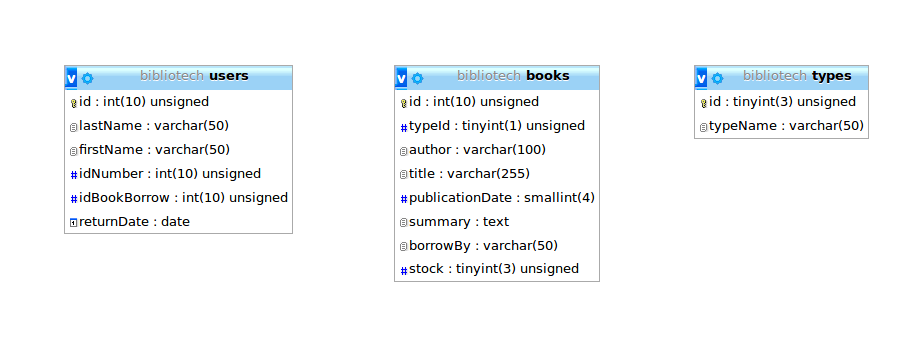 v bibliotech users
id : int(10) unsigned
lastName : varchar(50)
firstName : varchar(50)
# idNumber : int(10) unsigned
# idBookBorrow : int(10) unsigned
returnDate : date
v bibliotech books
id : int(10) unsigned
# typeId : tinyint(1) unsigned
author : varchar(100)
title : varchar(255)
# publicationDate : smallint(4)
summary : text
borrowBy : varchar(50)
# stock : tinyint(3) unsigned
v bibliotech types
id : tinyint(3) unsigned
typeName : varchar(50)